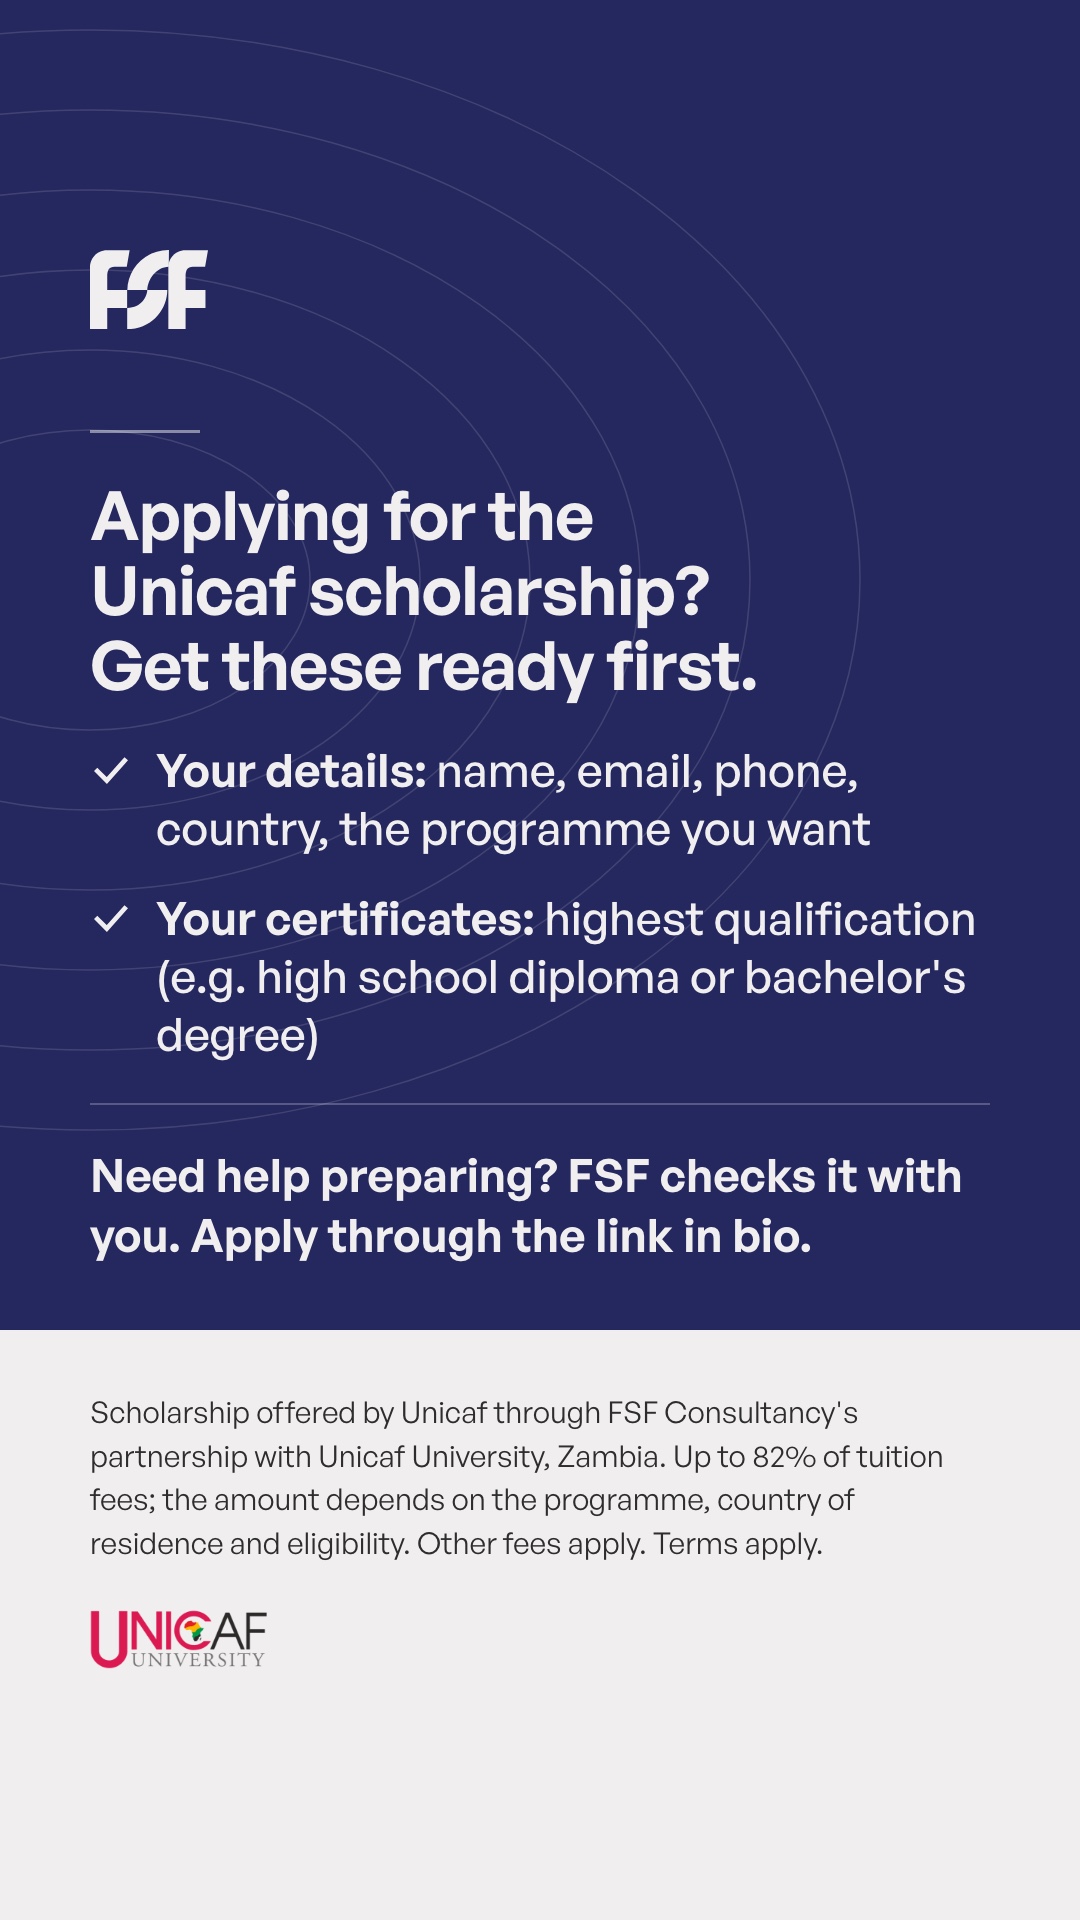 FSF
Applying for the
Unicaf scholarship?
Get these ready first.
Your details: name, email, phone,
country, the programme you want
Your certificates: highest qualification
(e.g. high school diploma or bachelor's
degree)
Need help preparing? FSF checks it with
you. Apply through the link in bio.
Scholarship offered by Unicaf through FSF Consultancy's
partnership with Unicaf University, Zambia. Up to 82% of tuition
fees; the amount depends on the programme, country of
residence and eligibility. Other fees apply. Terms apply.
UNICAF
UNIVERSITY